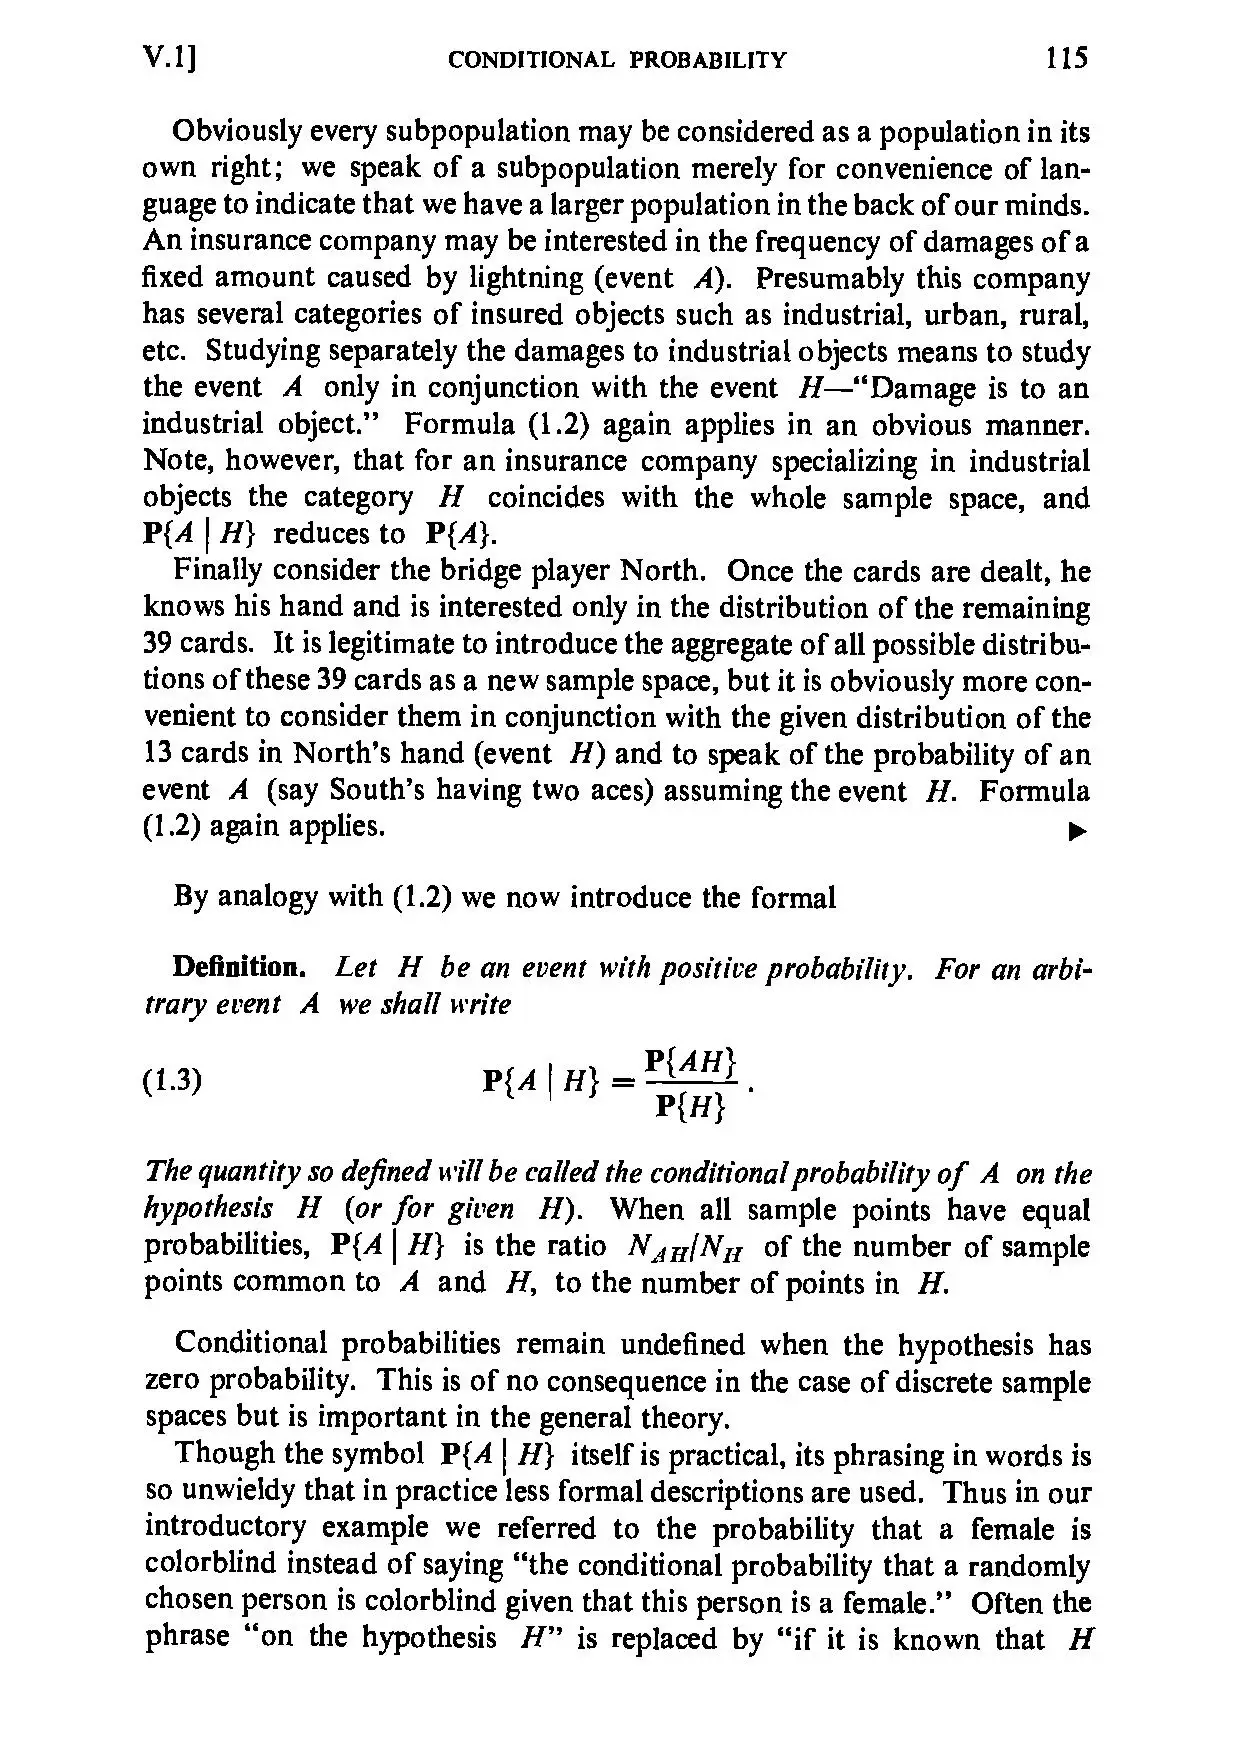 V.1] CONDITIONAL PROBABILITY 115
Obviously every subpopulation may be considered as a population in its
own right; we speak of a subpopulation merely for convenience of lan-
guage to indicate that we have a larger population in the back of our minds.
An insurance company may be interested in the frequency of damages of a
fixed amount caused by lightning (event A). Presumably this company
has several categories of insured objects such as industrial, urban, rural,
etc. Studying separately the damages to industrial objects means to study
the event A only in conjunction with the event H—“Damage is to an
industrial object.” Formula (1.2) again applies in an obvious manner.
Note, however, that for an insurance company specializing in industrial
objects the category H coincides with the whole sample space, and
P{A | H} reduces to P{A}.
Finally consider the bridge player North. Once the cards are dealt, he
knows his hand and is interested only in the distribution of the remaining
39 cards. It is legitimate to introduce the aggregate of all possible distribu-
tions of these 39 cards as a new sample space, but it is obviously more con-
venient to consider them in conjunction with the given distribution of the
13 cards in North’s hand (event H) and to speak of the probability of an
event A (say South’s having two aces) assuming the event H. Formula
(1.2) again applies. ►
By analogy with (1.2) we now introduce the formal
Definition. Let H be an event with positive probability. For an arbi-
trary event A we shall write
(1.3) P{A | H} = P{AH} / P{H} .
The quantity so defined will be called the conditional probability of A on the
hypothesis H (or for given H). When all sample points have equal
probabilities, P{A | H} is the ratio N_AH/N_H of the number of sample
points common to A and H, to the number of points in H.
Conditional probabilities remain undefined when the hypothesis has
zero probability. This is of no consequence in the case of discrete sample
spaces but is important in the general theory.
Though the symbol P{A | H} itself is practical, its phrasing in words is
so unwieldy that in practice less formal descriptions are used. Thus in our
introductory example we referred to the probability that a female is
colorblind instead of saying “the conditional probability that a randomly
chosen person is colorblind given that this person is a female.” Often the
phrase “on the hypothesis H” is replaced by “if it is known that H